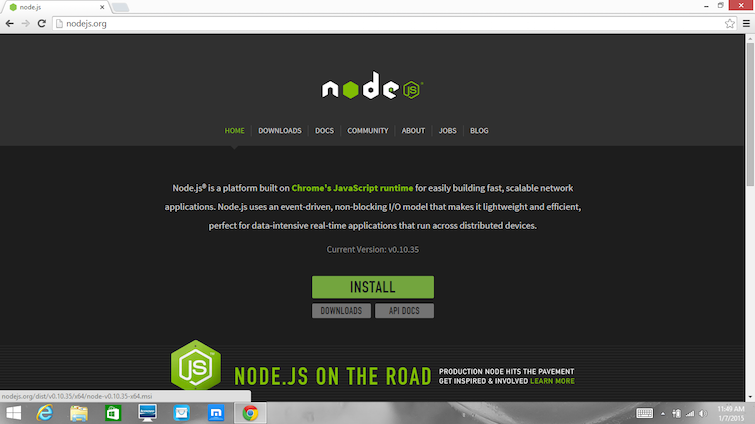 node.js
nodejs.org
node JS
HOME DOWNLOADS DOCS COMMUNITY ABOUT JOBS BLOG
Node.js® is a platform built on Chrome's JavaScript runtime for easily building fast, scalable network
applications. Node.js uses an event-driven, non-blocking I/O model that makes it lightweight and efficient,
perfect for data-intensive real-time applications that run across distributed devices.
Current Version: v0.10.35
INSTALL
DOWNLOADS API DOCS
JS
NODE.JS ON THE ROAD
PRODUCTION NODE HITS THE PAVEMENT
GET INSPIRED & INVOLVED LEARN MORE
nodejs.org/dist/v0.10.35/x64/node-v0.10.35-x64.msi
11:49 AM
1/7/2015